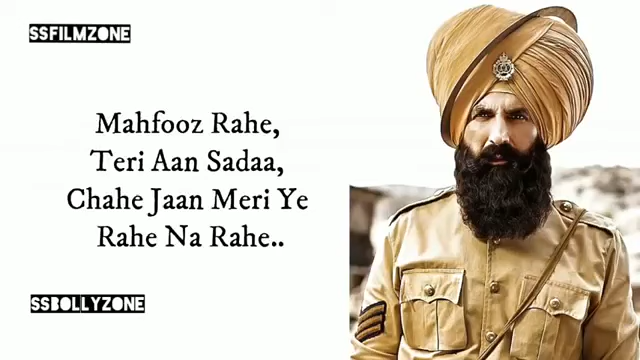 SSFILMZONE
Mahfooz Rahe,
Teri Aan Sadaa,
Chahe Jaan Meri Ye
Rahe Na Rahe..
SSBOLLYZONE